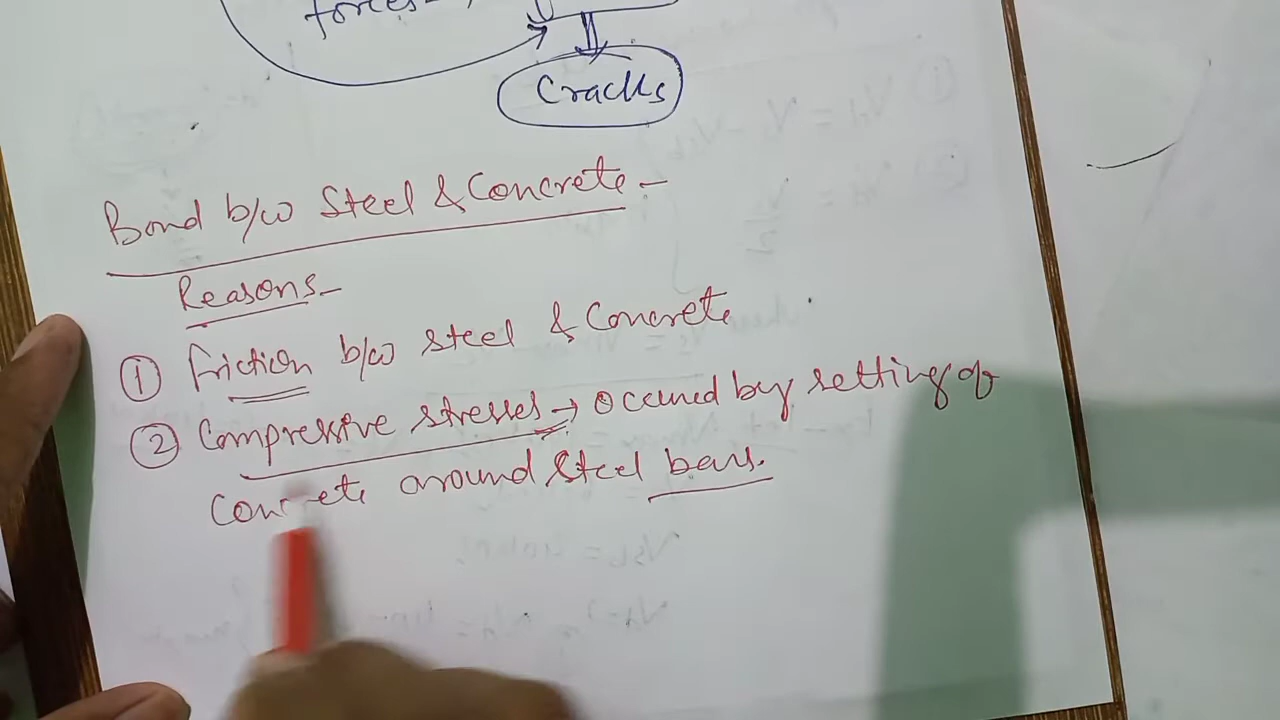 forces
Cracks
Bond b/w Steel & Concrete -
Reasons -
① Friction b/w steel & Concrete
② Compressive stresses → Occured by setting of
Concrete around steel bars.